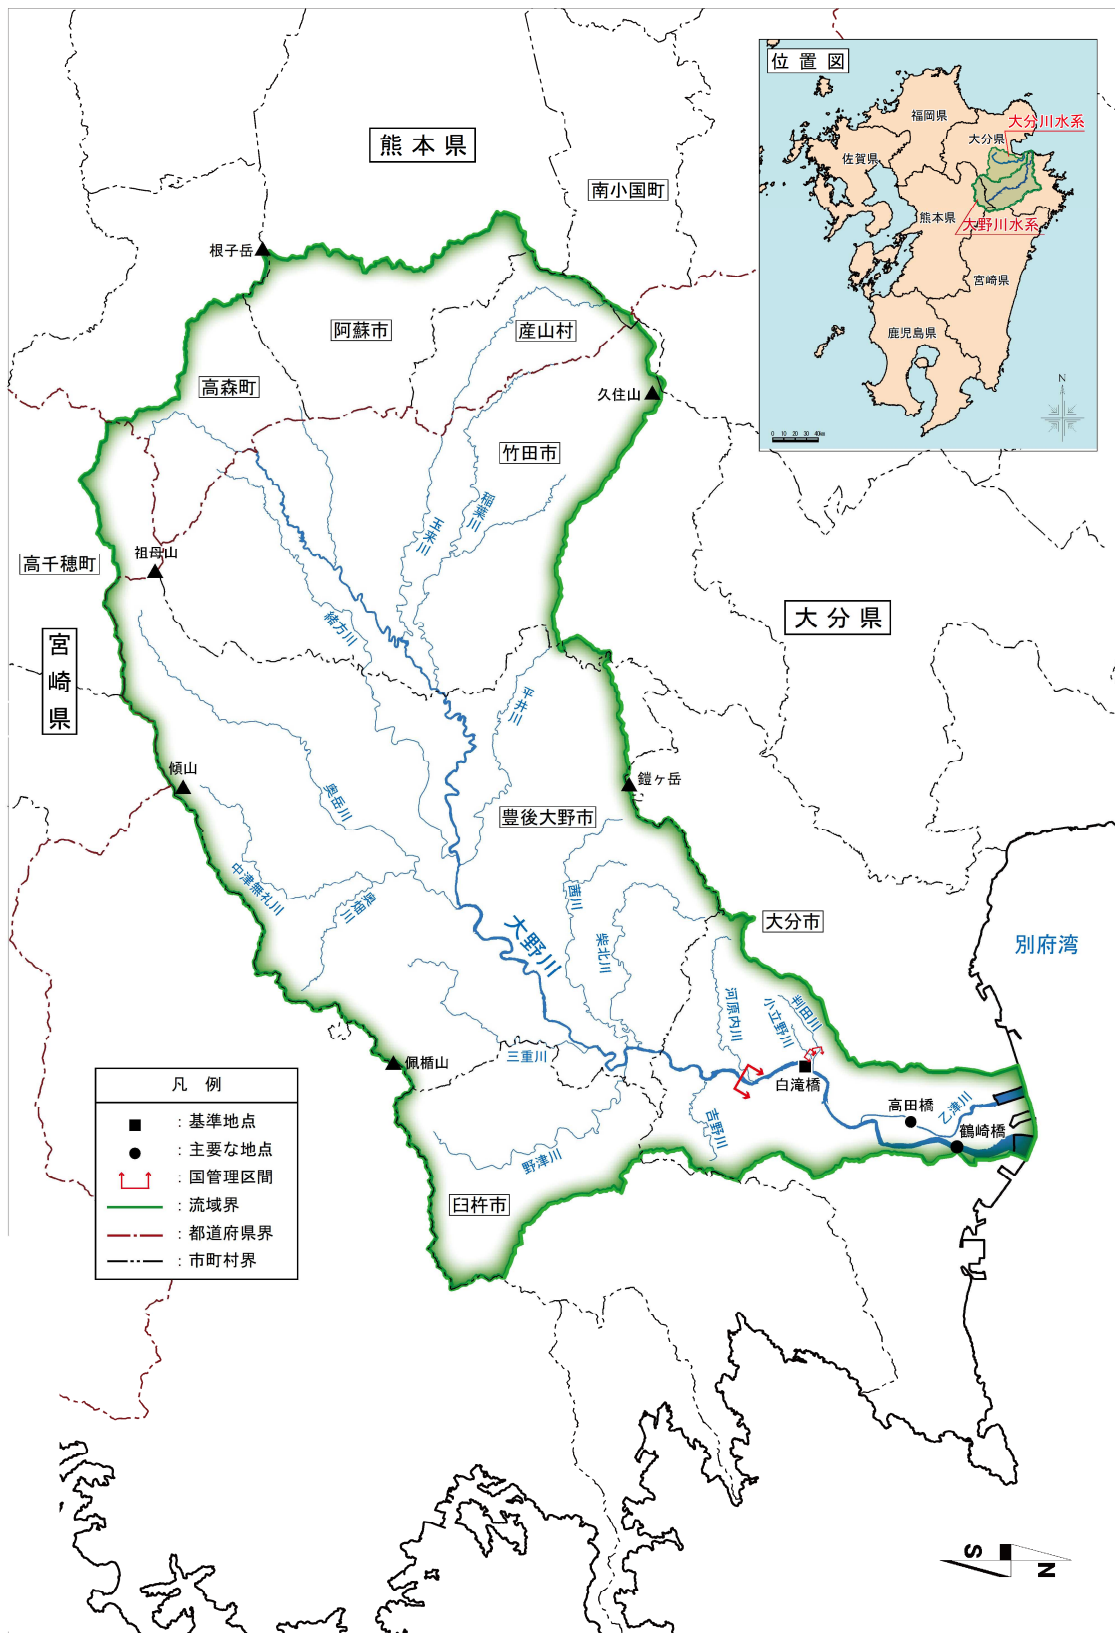 位置図
福岡県
大分県
大分川水系
佐賀県
熊本県
大野川水系
宮崎県
鹿児島県
N
0 10 20 30 40km
熊本県
南小国町
根子岳
阿蘇市
産山村
高森町
久住山
竹田市
稲葉川
玉来川
祖母山
高千穂町
緒方川
大分県
宮崎県
平井川
傾山
鎧ヶ岳
奥岳川
豊後大野市
中津無礼川
奥畑川
茜川
大分市
大野川
柴北川
別府湾
河原内川
小立野川
判田川
三重川
佩楯山
白滝橋
高田橋
乙津川
鶴崎橋
吉野川
野津川
臼杵市
凡例
：基準地点
：主要な地点
：国管理区間
：流域界
：都道府県界
：市町村界
S
N